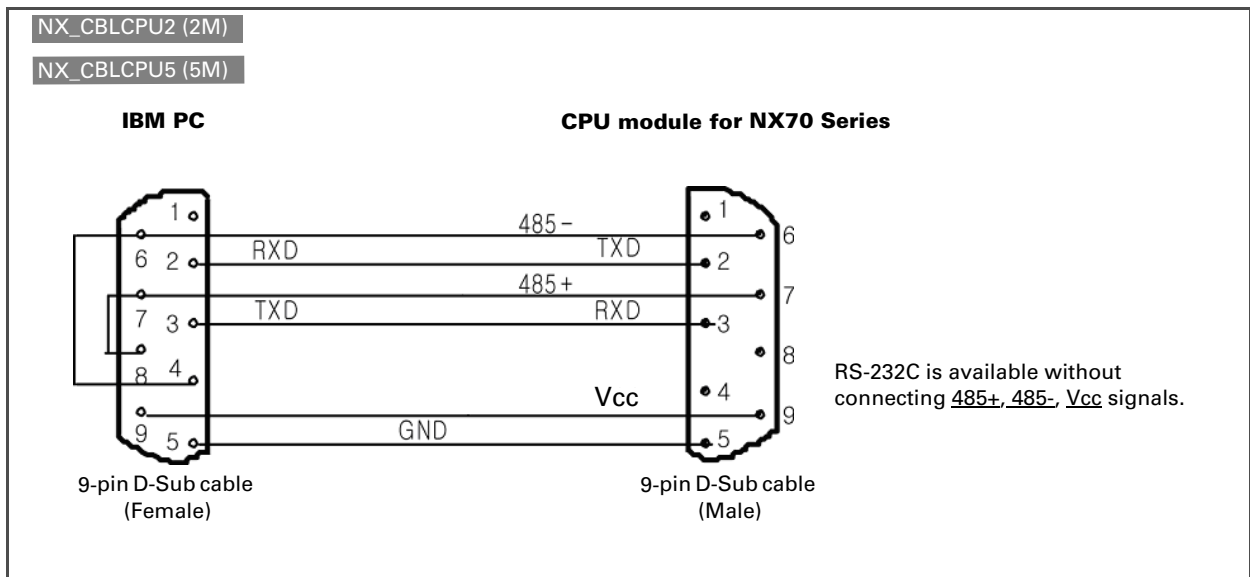 NX_CBLCPU2 (2M)
NX_CBLCPU5 (5M)
IBM PC
CPU module for NX70 Series
1
485-
1
6
6
2
RXD
TXD
2
485+
7
7
3
TXD
RXD
3
8
8
4
Vcc
4
RS-232C is available without
connecting 485+, 485-, Vcc signals.
9
9
5
GND
5
9-pin D-Sub cable
(Female)
9-pin D-Sub cable
(Male)